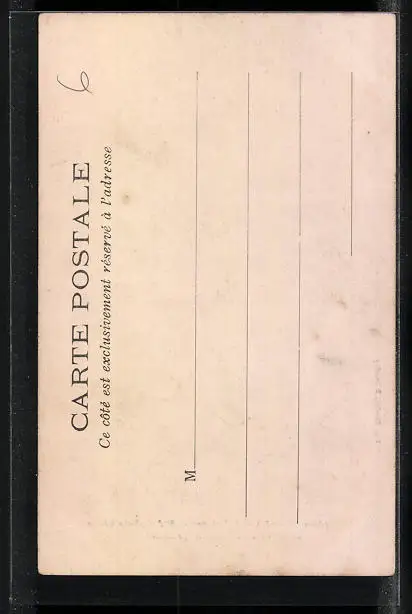 6
CARTE POSTALE
Ce côté est exclusivement réservé à l'adresse
M